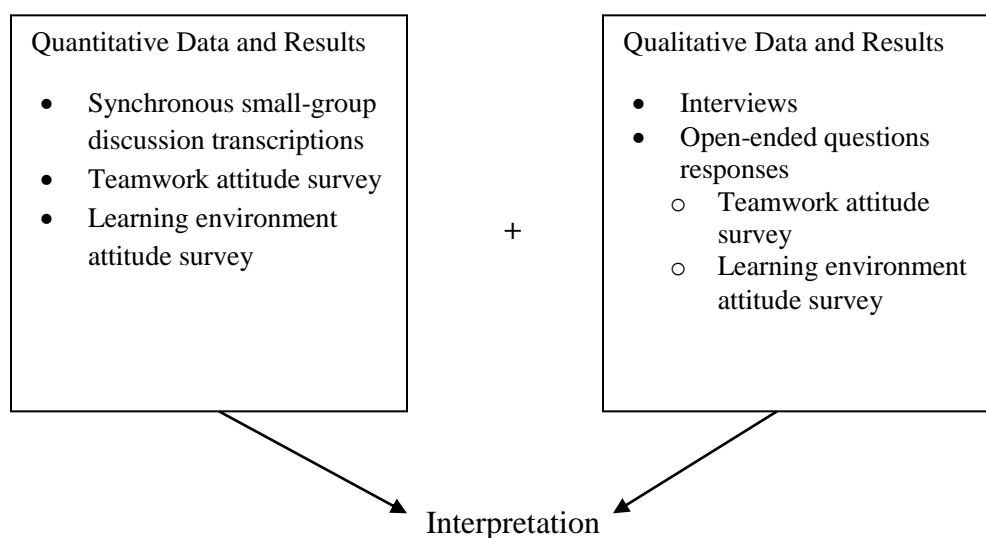 Quantitative Data and Results
• Synchronous small-group
discussion transcriptions
• Teamwork attitude survey
• Learning environment
attitude survey
+
Qualitative Data and Results
• Interviews
• Open-ended questions
responses
o Teamwork attitude
survey
o Learning environment
attitude survey
Interpretation